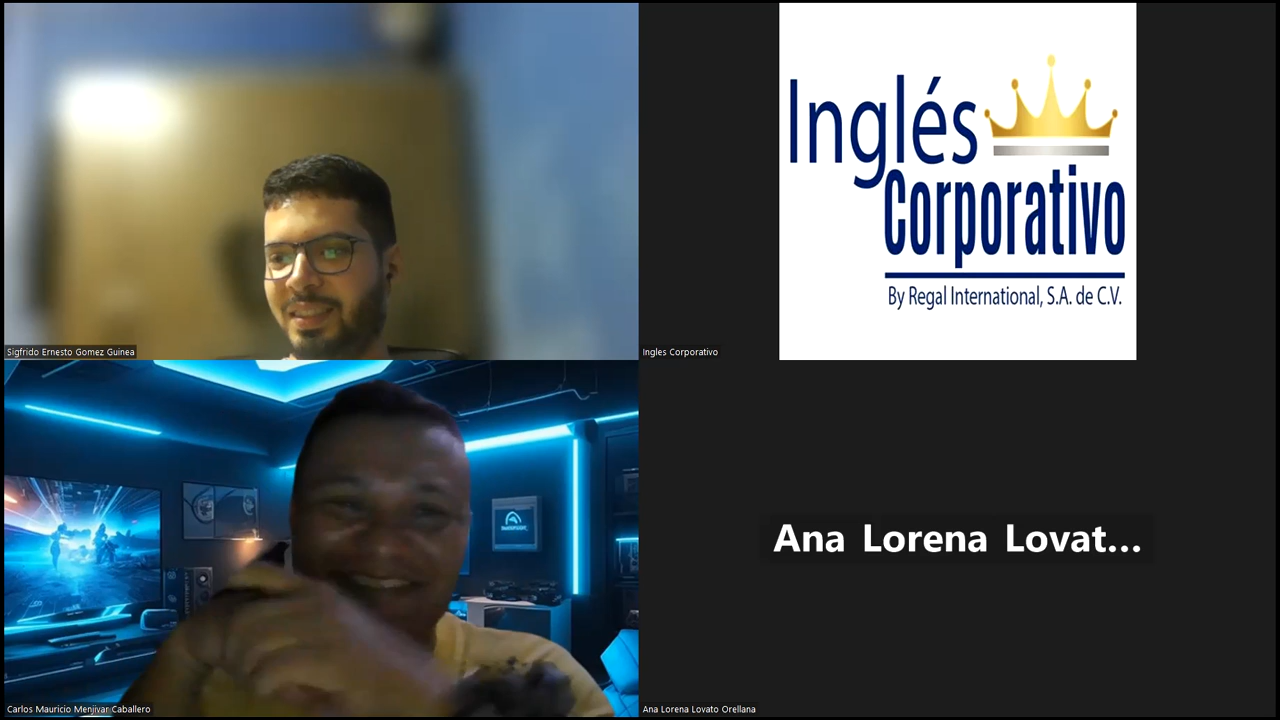 Inglés
Corporativo
By Regal International, S.A. de C.V.
Sigfrido Ernesto Gomez Guinea
Ingles Corporativo
Ana Lorena Lovat...
Carlos Mauricio Menjivar Caballero
Ana Lorena Lovato Orellana